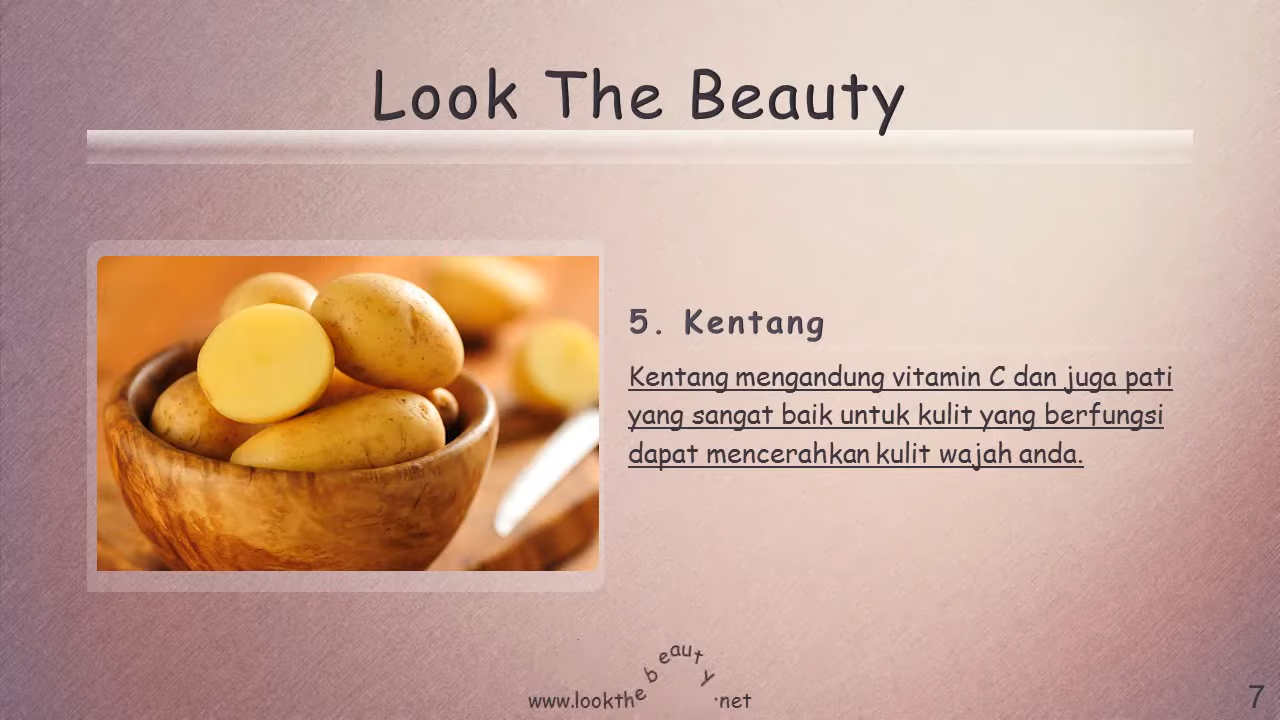 Look The Beauty
5. Kentang
Kentang mengandung vitamin C dan juga pati
yang sangat baik untuk kulit yang berfungsi
dapat mencerahkan kulit wajah anda.
www.lookthebeauty.net
7